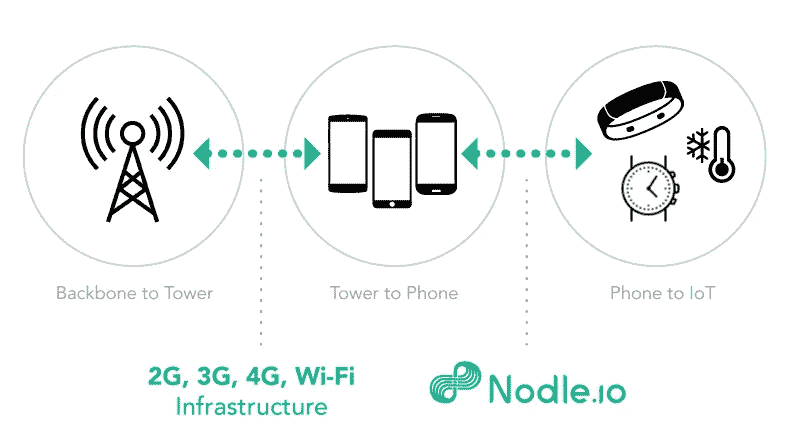 Backbone to Tower
Tower to Phone
Phone to IoT
2G, 3G, 4G, Wi-Fi
Infrastructure
Nodle.io